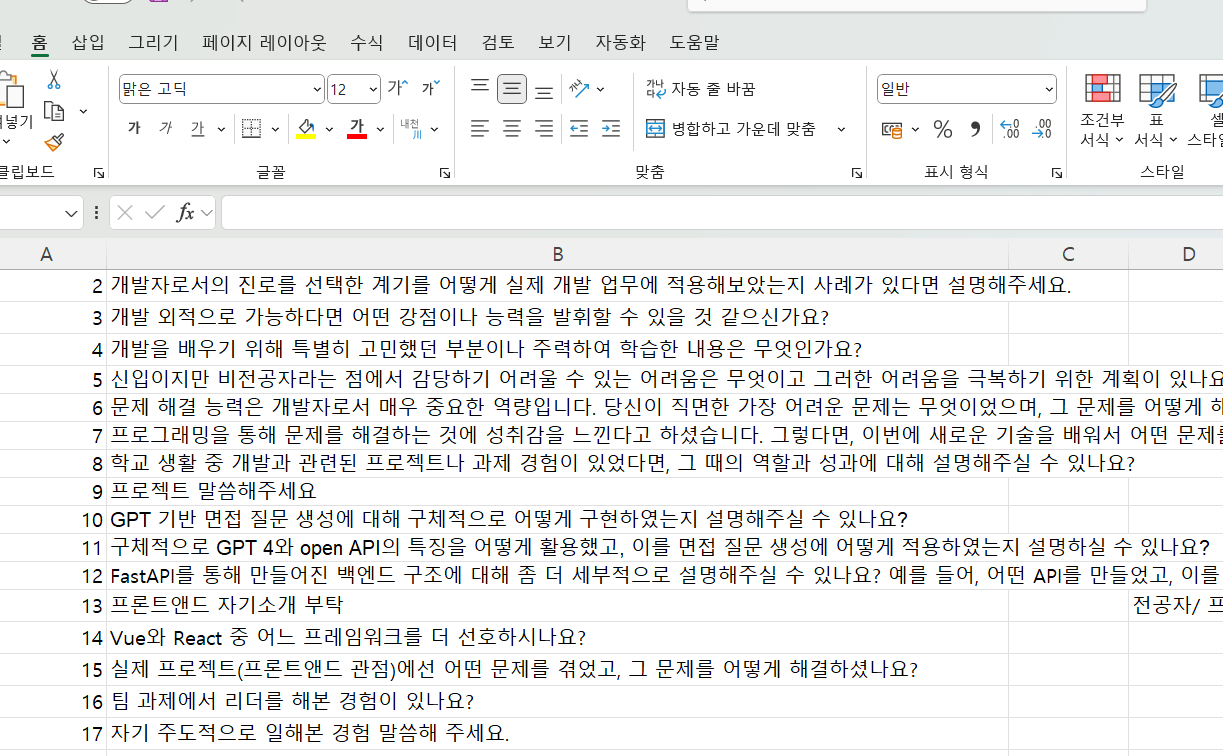 홈 삽입 그리기 페이지 레이아웃 수식 데이터 검토 보기 자동화 도움말
맑은 고딕 12 가 가 자동 줄 바꿈 일반
가 가 가 가 내천 병합하고 가운데 맞춤 % 조건부 서식 표 서식
글꼴 맞춤 표시 형식 스타일
fx
A B C D
2 개발자로서의 진로를 선택한 계기를 어떻게 실제 개발 업무에 적용해보았는지 사례가 있다면 설명해주세요.
3 개발 외적으로 가능하다면 어떤 강점이나 능력을 발휘할 수 있을 것 같으신가요?
4 개발을 배우기 위해 특별히 고민했던 부분이나 주력하여 학습한 내용은 무엇인가요?
5 신입이지만 비전공자라는 점에서 감당하기 어려울 수 있는 어려움은 무엇이고 그러한 어려움을 극복하기 위한 계획이 있나요
6 문제 해결 능력은 개발자로서 매우 중요한 역량입니다. 당신이 직면한 가장 어려운 문제는 무엇이었으며, 그 문제를 어떻게
7 프로그래밍을 통해 문제를 해결하는 것에 성취감을 느낀다고 하셨습니다. 그렇다면, 이번에 새로운 기술을 배워서 어떤 문제를
8 학교 생활 중 개발과 관련된 프로젝트나 과제 경험이 있었다면, 그 때의 역할과 성과에 대해 설명해주실 수 있나요?
9 프로젝트 말씀해주세요
10 GPT 기반 면접 질문 생성에 대해 구체적으로 어떻게 구현하였는지 설명해주실 수 있나요?
11 구체적으로 GPT 4와 open API의 특징을 어떻게 활용했고, 이를 면접 질문 생성에 어떻게 적용하였는지 설명하실 수 있나요?
12 FastAPI를 통해 만들어진 백엔드 구조에 대해 좀 더 세부적으로 설명해주실 수 있나요? 예를 들어, 어떤 API를 만들었고, 이를
13 프론트앤드 자기소개 부탁 전공자/ 프
14 Vue와 React 중 어느 프레임워크를 더 선호하시나요?
15 실제 프로젝트(프론트앤드 관점)에선 어떤 문제를 겪었고, 그 문제를 어떻게 해결하셨나요?
16 팀 과제에서 리더를 해본 경험이 있나요?
17 자기 주도적으로 일해본 경험 말씀해 주세요.